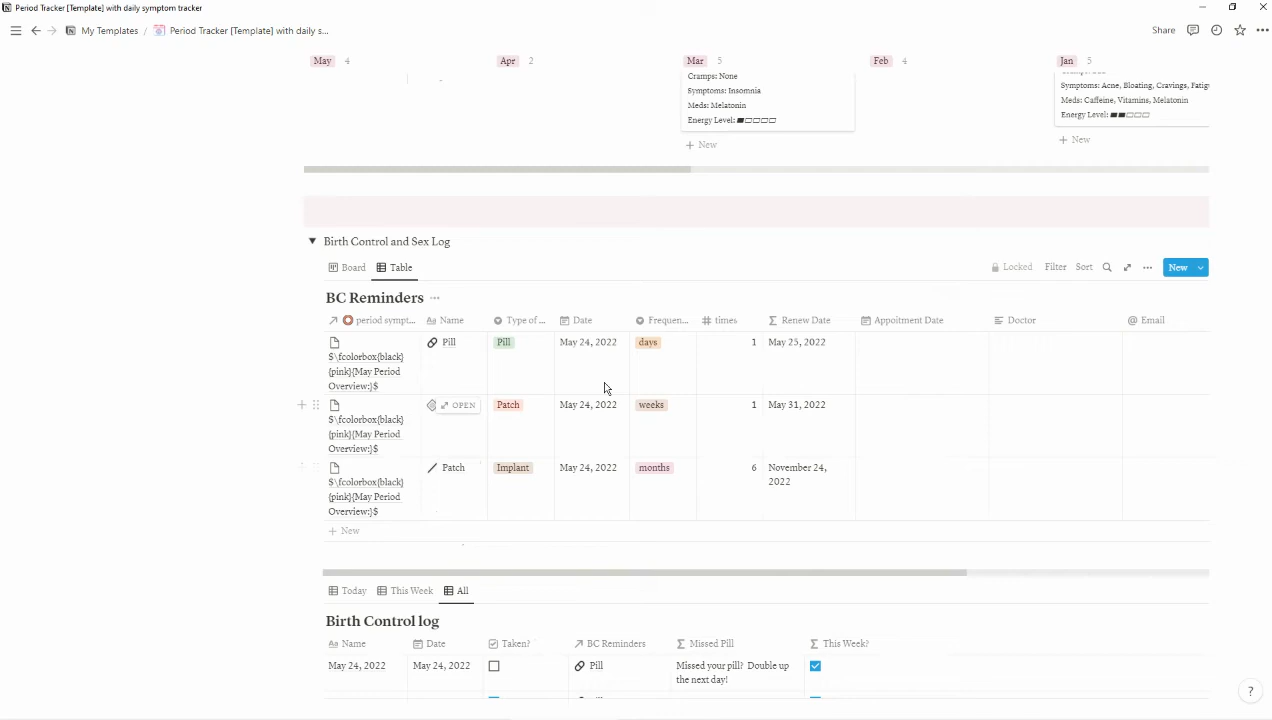 Period Tracker [Template] with daily symptom tracker
My Templates / Period Tracker [Template] with daily s... Share
May 4 Apr 2 Mar 5 Feb 4 Jan 5
Cramps: None
Symptoms: Insomnia
Meds: Melatonin
Energy Level:
+ New
Symptoms: Acne, Bloating, Cravings, Fatig
Meds: Caffeine, Vitamins, Melatonin
Energy Level:
+ New
Birth Control and Sex Log
Board Table Locked Filter Sort New
BC Reminders
period sympt... Name Type of ... Date Frequen... times Renew Date Appoitment Date Doctor Email
$\fcolorbox{black}
{pink}{May Period
Overview:}$
Pill Pill May 24, 2022 days 1 May 25, 2022
$\fcolorbox{black}
{pink}{May Period
Overview:}$
OPEN Patch May 24, 2022 weeks 1 May 31, 2022
$\fcolorbox{black}
{pink}{May Period
Overview:}$
Patch Implant May 24, 2022 months 6 November 24,
2022
+ New
Today This Week All
Birth Control log
Name Date Taken? BC Reminders Missed Pill This Week?
May 24, 2022 May 24, 2022 Pill Missed your pill? Double up
the next day!
?